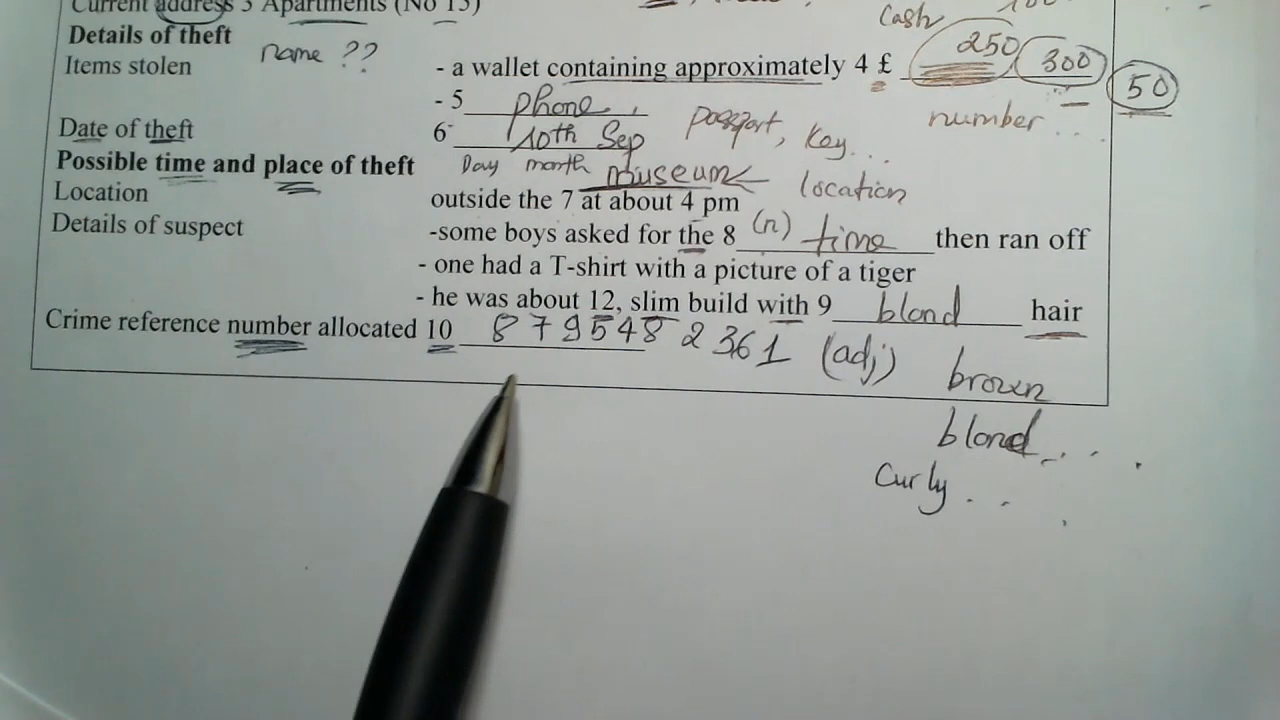 Current address 3 Apartments (No 15)
Cash
Details of theft
name ??
Items stolen - a wallet containing approximately 4 £ 250, 300 50
- 5 phone,
number ..
Date of theft 6 10th Sep passport, key...
Day month museum location
Possible time and place of theft
Location outside the 7 at about 4 pm
Details of suspect -some boys asked for the 8 (n) time then ran off
- one had a T-shirt with a picture of a tiger
- he was about 12, slim build with 9 blond hair
Crime reference number allocated 10 8795482361 (adj) brown
blond...
Curly...